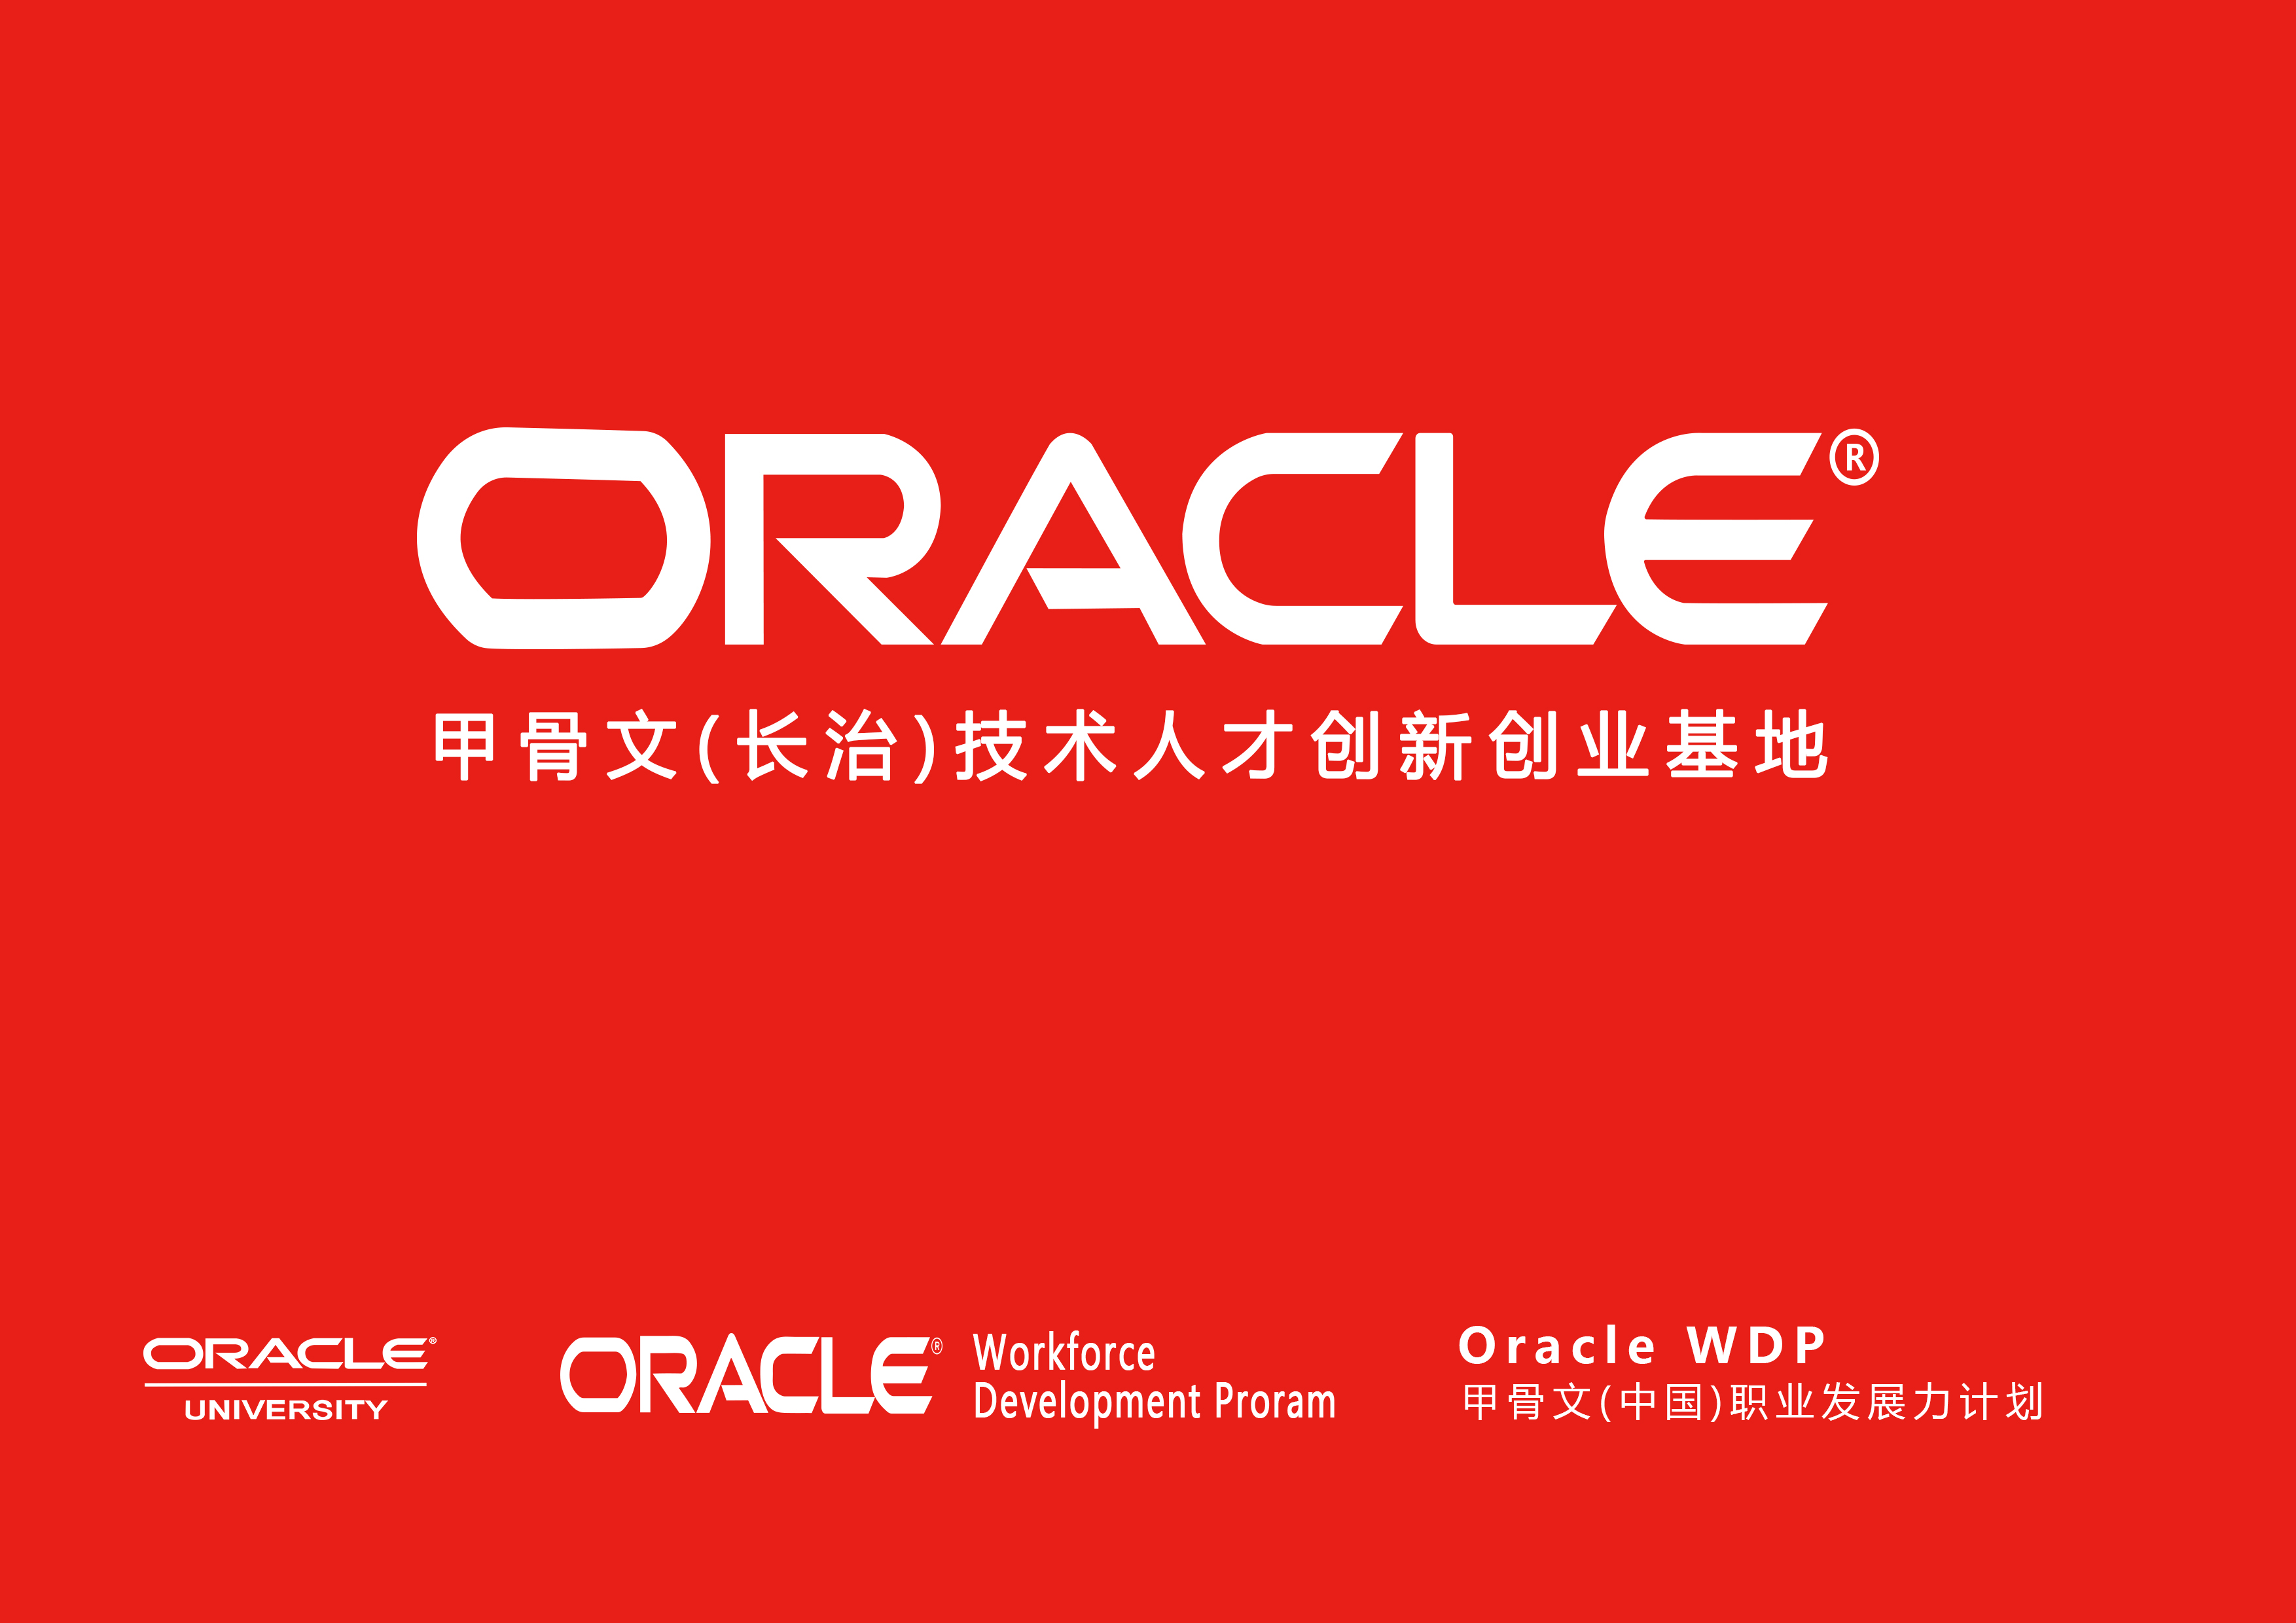 ORACLE®
甲骨文(长治)技术人才创新创业基地
ORACLE®
UNIVERSITY
ORACLE®
Workforce
Development Proram
Oracle WDP
甲骨文(中国)职业发展力计划